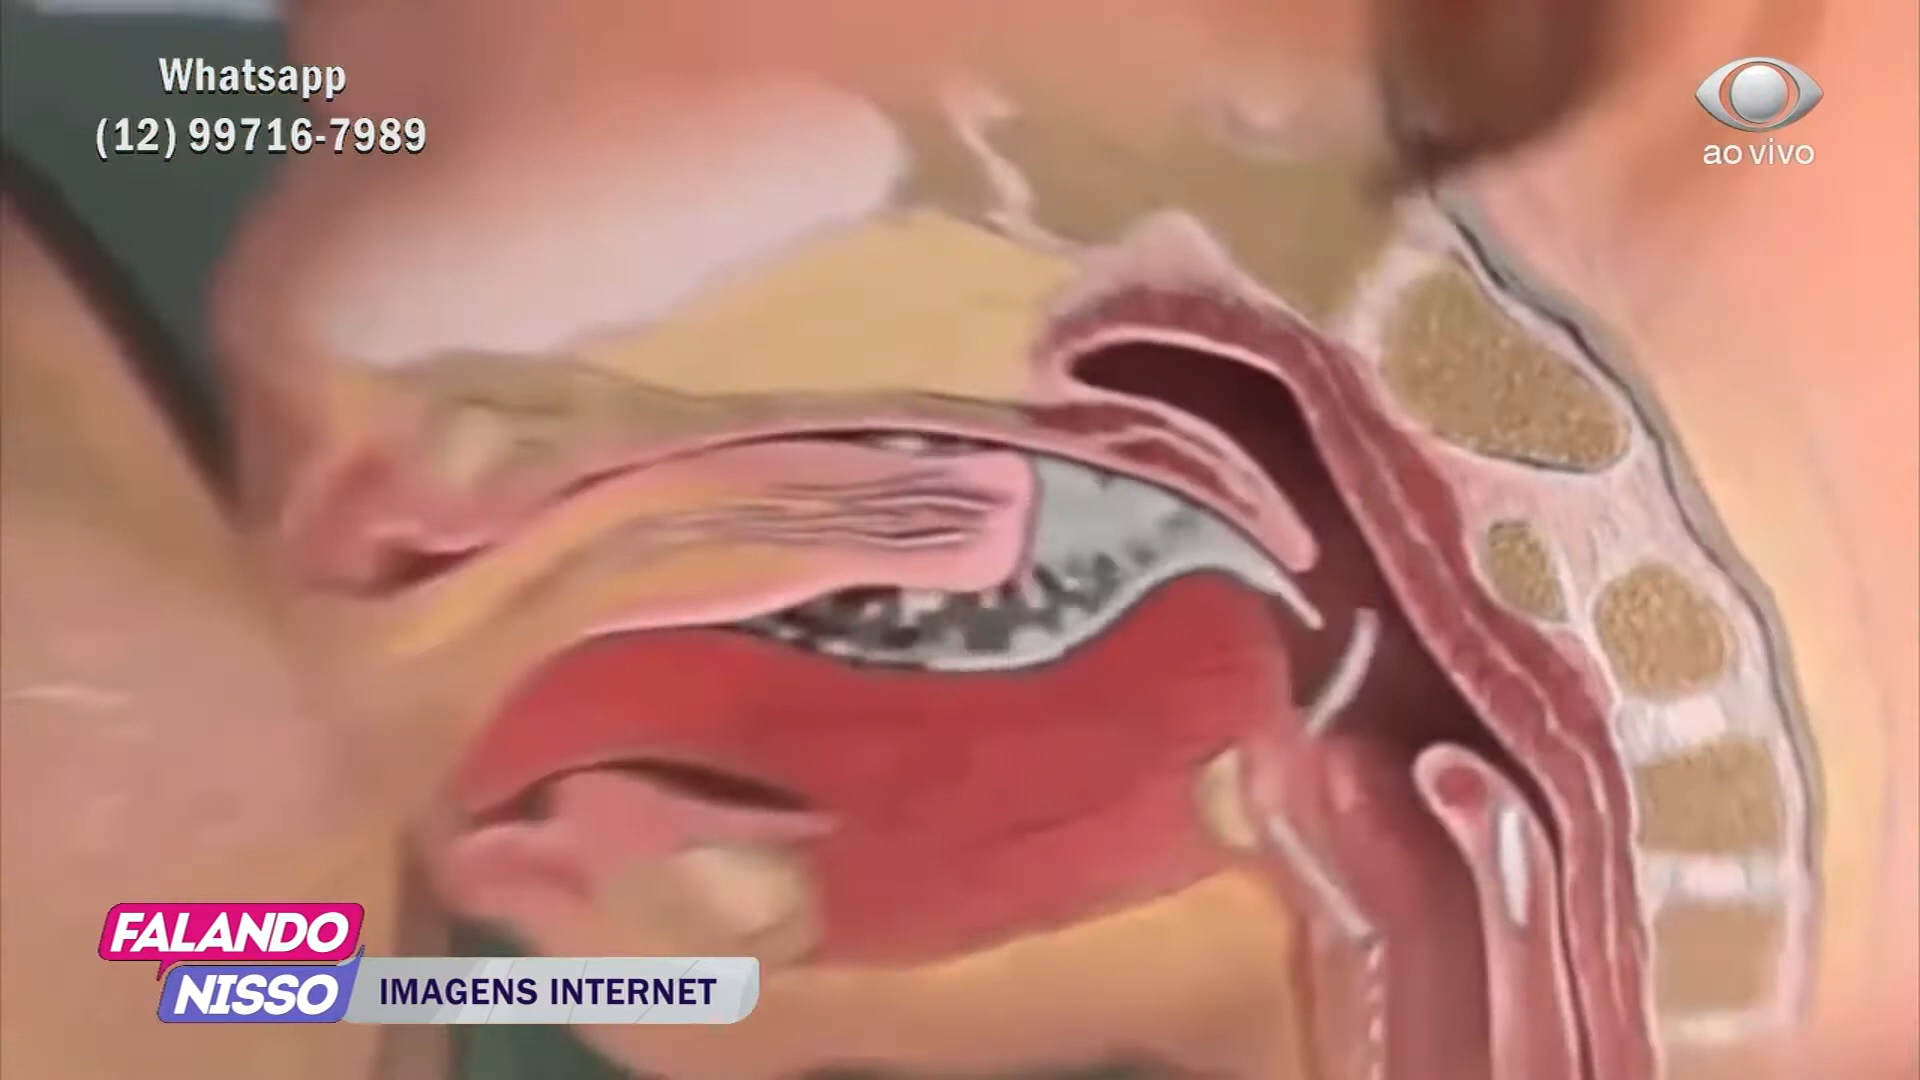 Whatsapp
(12) 99716-7989
ao vivo
FALANDO
NISSO
IMAGENS INTERNET